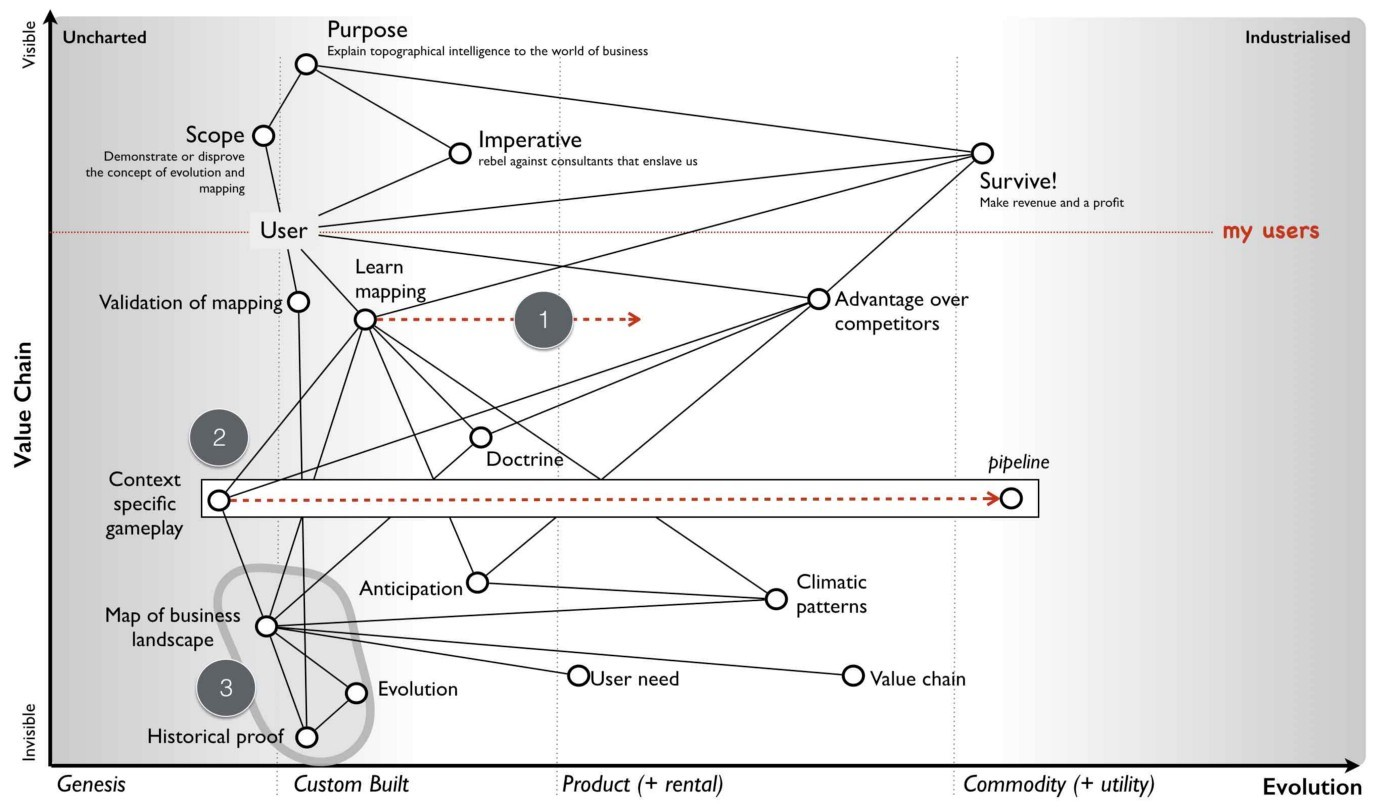 Visible
Uncharted
Purpose
Explain topographical intelligence to the world of business
Industrialised
Scope
Demonstrate or disprove
the concept of evolution and
mapping
Imperative
rebel against consultants that enslave us
Survive!
Make revenue and a profit
User
my users
Learn
mapping
Validation of mapping
1
Advantage over
competitors
Value Chain
2
Doctrine
pipeline
Context
specific
gameplay
Anticipation
Climatic
patterns
Map of business
landscape
3
User need
Value chain
Evolution
Historical proof
Invisible
Genesis
Custom Built
Product (+ rental)
Commodity (+ utility)
Evolution